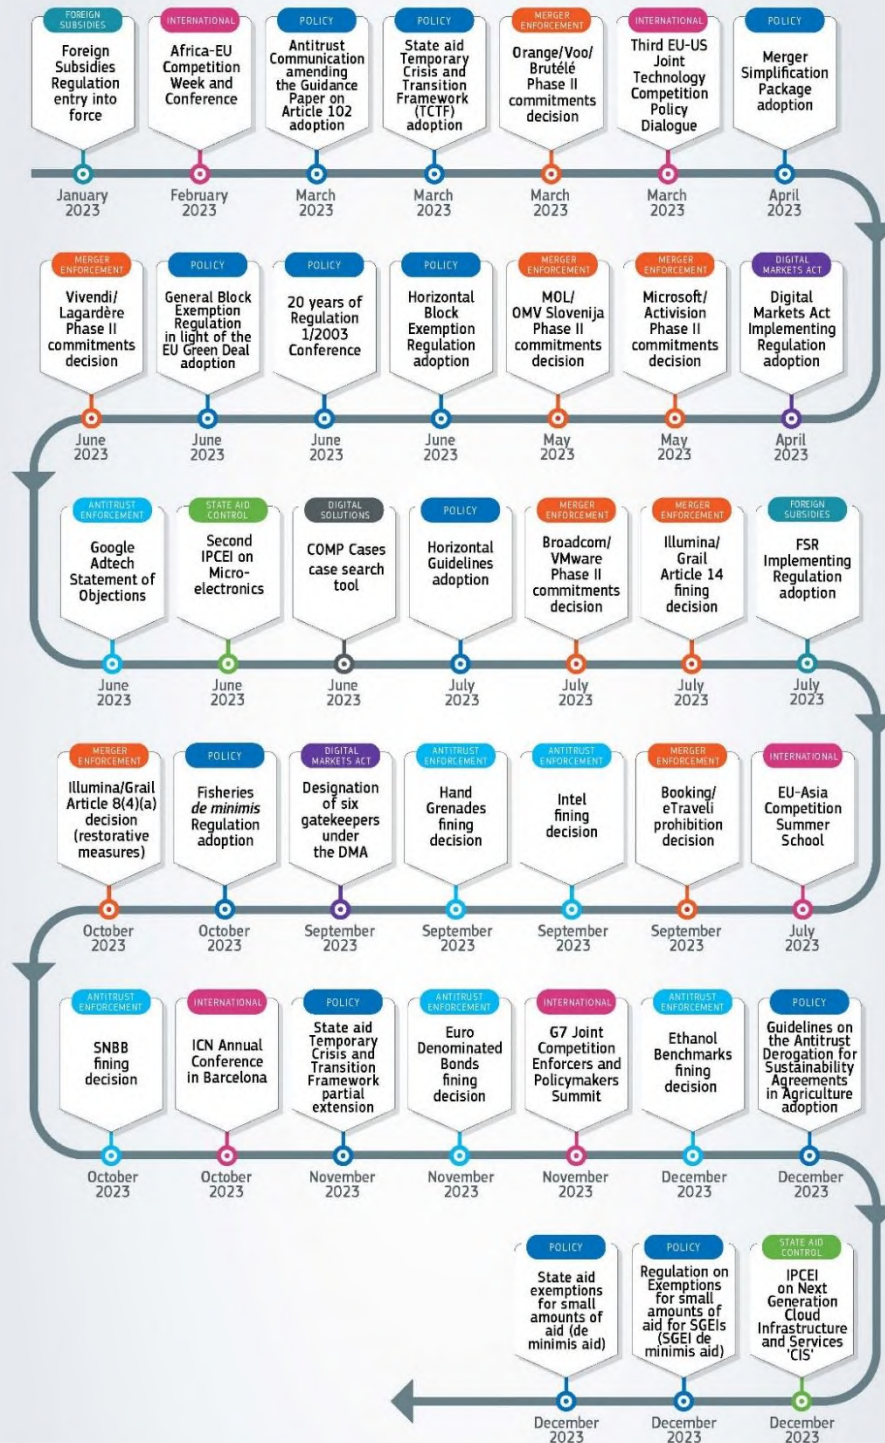 FOREIGN
SUBSIDIES
Foreign
Subsidies
Regulation
entry into
force
January
2023
INTERNATIONAL
Africa-EU
Competition
Week and
Conference
February
2023
POLICY
Antitrust
Communication
amending
the Guidance
Paper on
Article 102
adoption
March
2023
POLICY
State aid
Temporary
Crisis and
Transition
Framework
(TCTF)
adoption
March
2023
MERGER
ENFORCEMENT
Orange/Voo/
Brutélé
Phase II
commitments
decision
March
2023
INTERNATIONAL
Third EU-US
Joint
Technology
Competition
Policy
Dialogue
March
2023
POLICY
Merger
Simplification
Package
adoption
April
2023
MERGER
ENFORCEMENT
Vivendi/
Lagardère
Phase II
commitments
decision
June
2023
POLICY
General Block
Exemption
Regulation
in light of the
EU Green Deal
adoption
June
2023
POLICY
20 years of
Regulation
1/2003
Conference
June
2023
POLICY
Horizontal
Block
Exemption
Regulation
adoption
June
2023
MERGER
ENFORCEMENT
MOL/
OMV Slovenija
Phase II
commitments
decision
May
2023
MERGER
ENFORCEMENT
Microsoft/
Activision
Phase II
commitments
decision
May
2023
DIGITAL
MARKETS ACT
Digital
Markets Act
Implementing
Regulation
adoption
April
2023
ANTITRUST
ENFORCEMENT
Google
Adtech
Statement of
Objections
June
2023
STATE AID
CONTROL
Second
IPCEI on
Micro-
electronics
June
2023
DIGITAL
SOLUTIONS
COMP Cases
case search
tool
June
2023
POLICY
Horizontal
Guidelines
adoption
July
2023
MERGER
ENFORCEMENT
Broadcom/
VMware
Phase II
commitments
decision
July
2023
MERGER
ENFORCEMENT
Illumina/
Grail
Article 14
fining
decision
July
2023
FOREIGN
SUBSIDIES
FSR
Implementing
Regulation
adoption
July
2023
MERGER
ENFORCEMENT
Illumina/Grail
Article 8(4)(a)
decision
(restorative
measures)
October
2023
POLICY
Fisheries
de minimis
Regulation
adoption
October
2023
DIGITAL
MARKETS ACT
Designation
of six
gatekeepers
under
the DMA
September
2023
ANTITRUST
ENFORCEMENT
Hand
Grenades
fining
decision
September
2023
ANTITRUST
ENFORCEMENT
Intel
fining
decision
September
2023
MERGER
ENFORCEMENT
Booking/
eTraveli
prohibition
decision
September
2023
INTERNATIONAL
EU-Asia
Competition
Summer
School
July
2023
ANTITRUST
ENFORCEMENT
SNBB
fining
decision
October
2023
INTERNATIONAL
ICN Annual
Conference
in Barcelona
October
2023
POLICY
State aid
Temporary
Crisis and
Transition
Framework
partial
extension
November
2023
ANTITRUST
ENFORCEMENT
Euro
Denominated
Bonds
fining
decision
November
2023
INTERNATIONAL
G7 Joint
Competition
Enforcers and
Policymakers
Summit
November
2023
ANTITRUST
ENFORCEMENT
Ethanol
Benchmarks
fining
decision
December
2023
POLICY
Guidelines on
the Antitrust
Derogation for
Sustainability
Agreements
in Agriculture
adoption
December
2023
POLICY
State aid
exemptions
for small
amounts of
aid (de
minimis aid)
December
2023
POLICY
Regulation on
Exemptions
for small
amounts of
aid for SGEIs
(SGEI de
minimis aid)
December
2023
STATE AID
CONTROL
IPCEI
on Next
Generation
Cloud
Infrastructure
and Services
'CIS'
December
2023